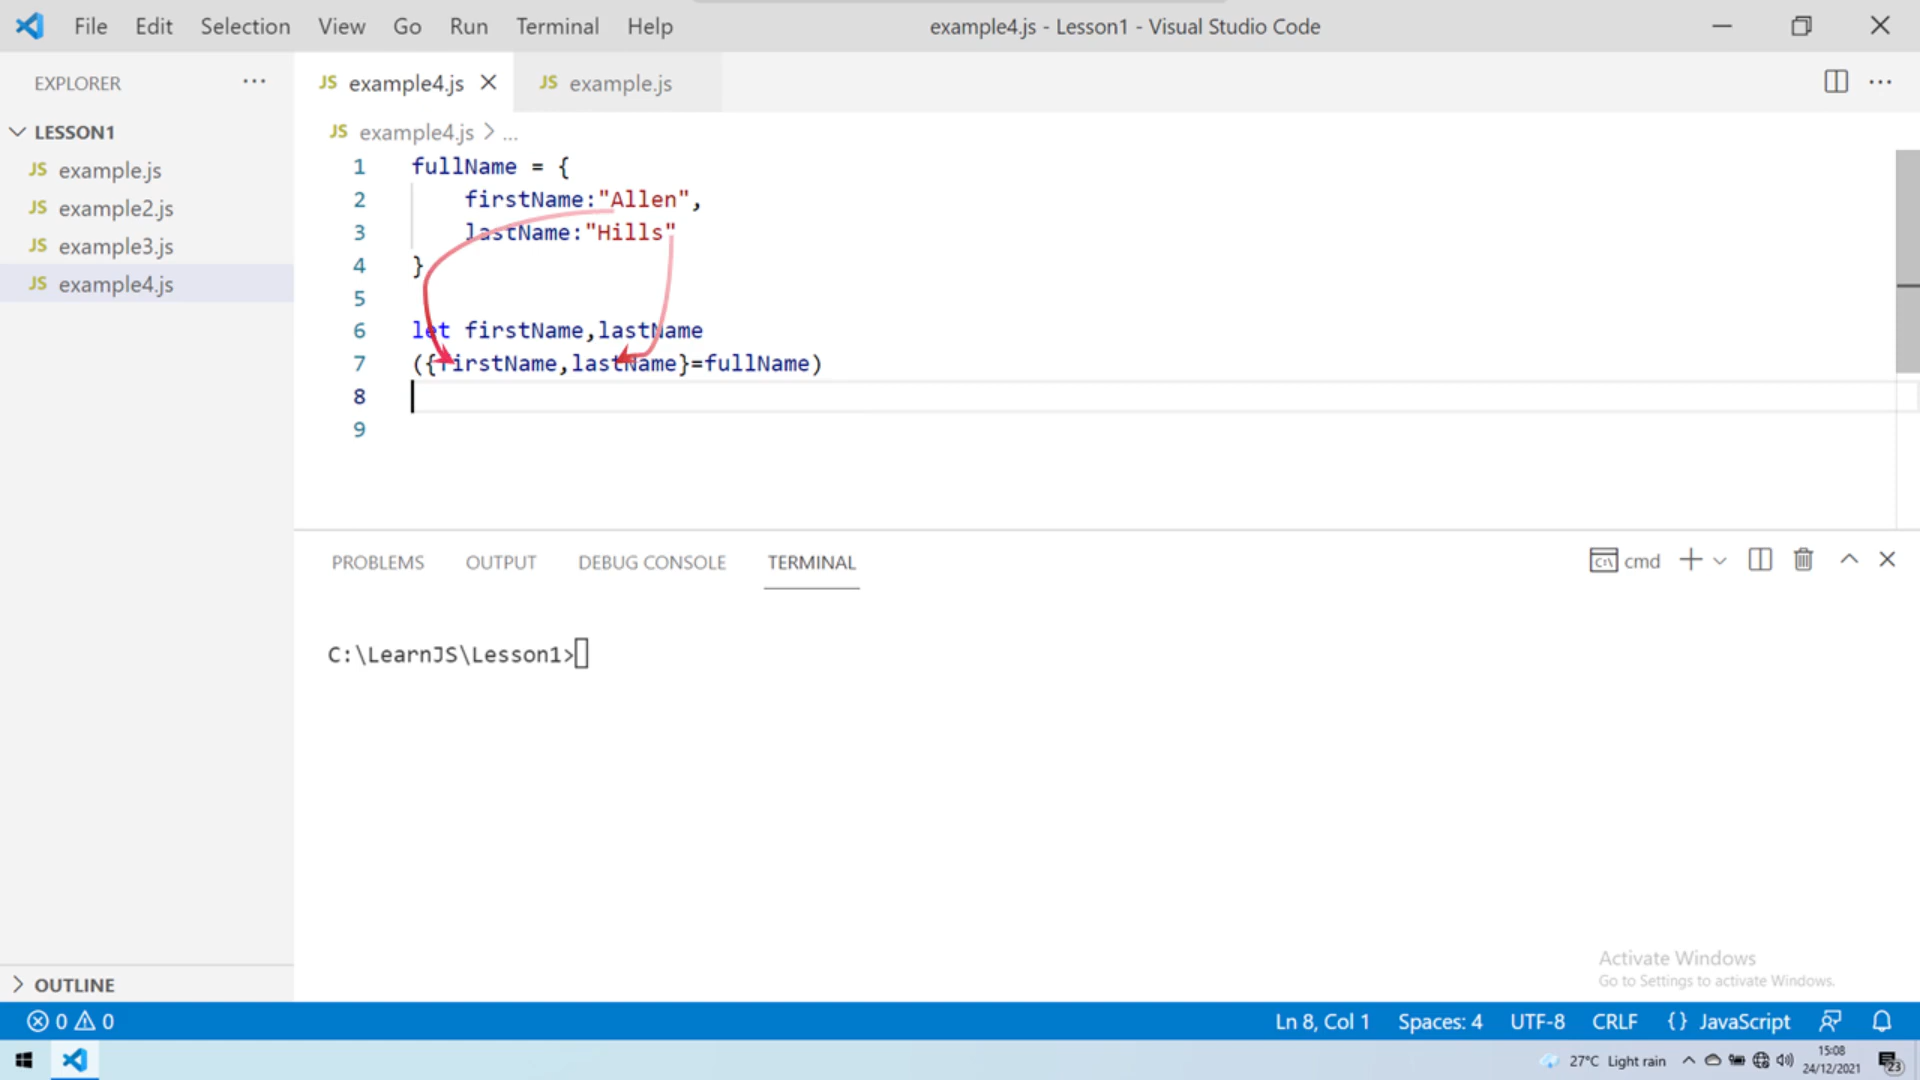 File Edit Selection View Go Run Terminal Help
example4.js - Lesson1 - Visual Studio Code
EXPLORER ...
LESSON1
JS example.js
JS example2.js
JS example3.js
JS example4.js
OUTLINE
JS example4.js
JS example.js
JS example4.js > ...
1 fullName = {
2 firstName:"Allen",
3 lastName:"Hills"
4 }
5
6 let firstName,lastName
7 ({firstName,lastName}=fullName)
8
9
PROBLEMS OUTPUT DEBUG CONSOLE TERMINAL
cmd
C:\LearnJS\Lesson1>
Activate Windows
Go to Settings to activate Windows.
0 0
Ln 8, Col 1 Spaces: 4 UTF-8 CRLF {} JavaScript
27°C Light rain
15:08
24/12/2021
23